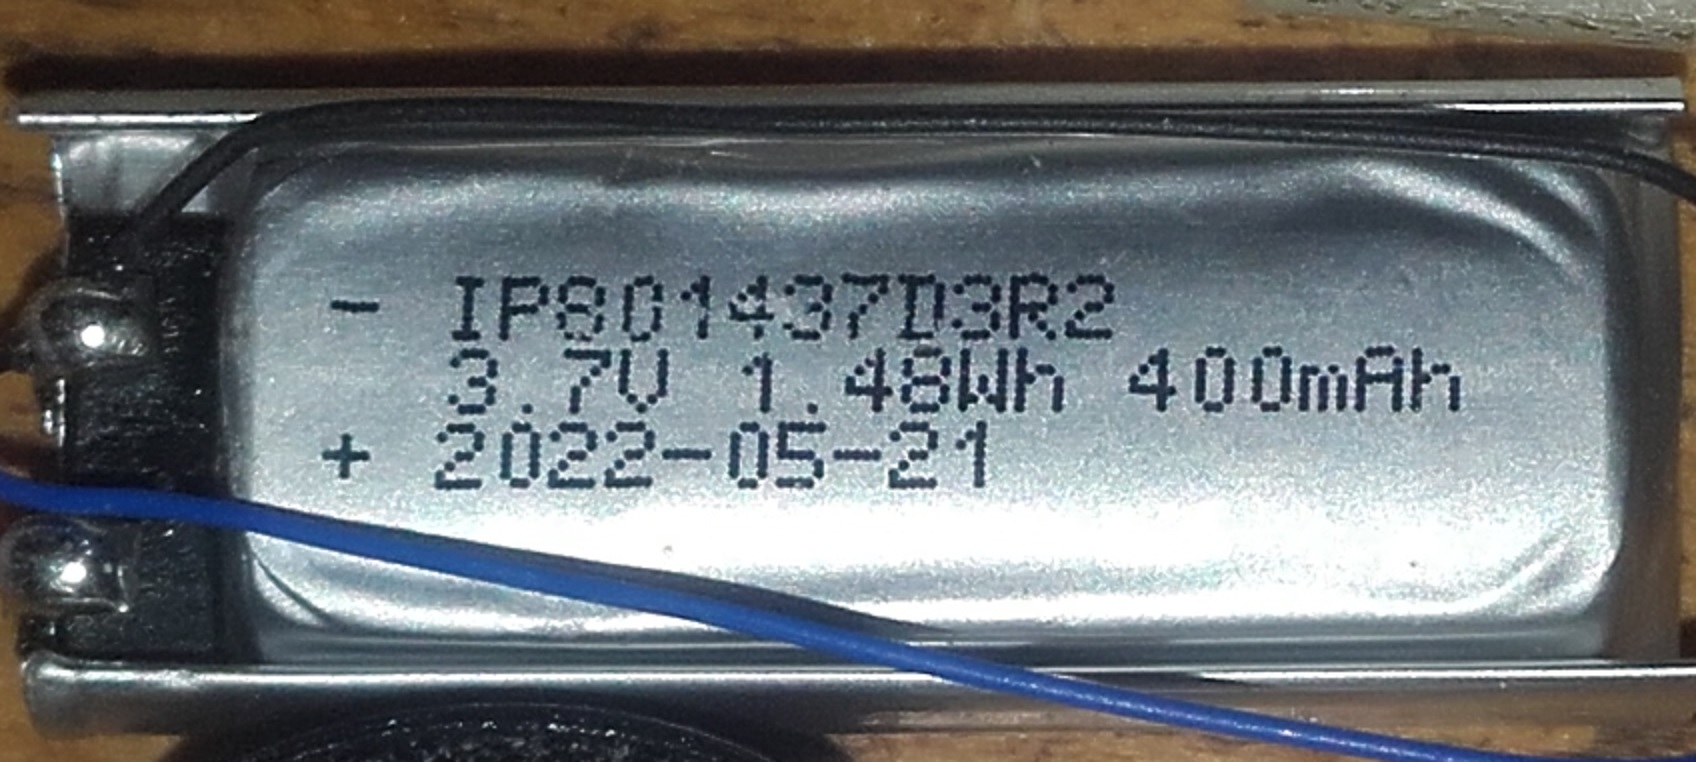 - IP801437D3R2
3.7V 1.48Wh 400mAh
+ 2022-05-21